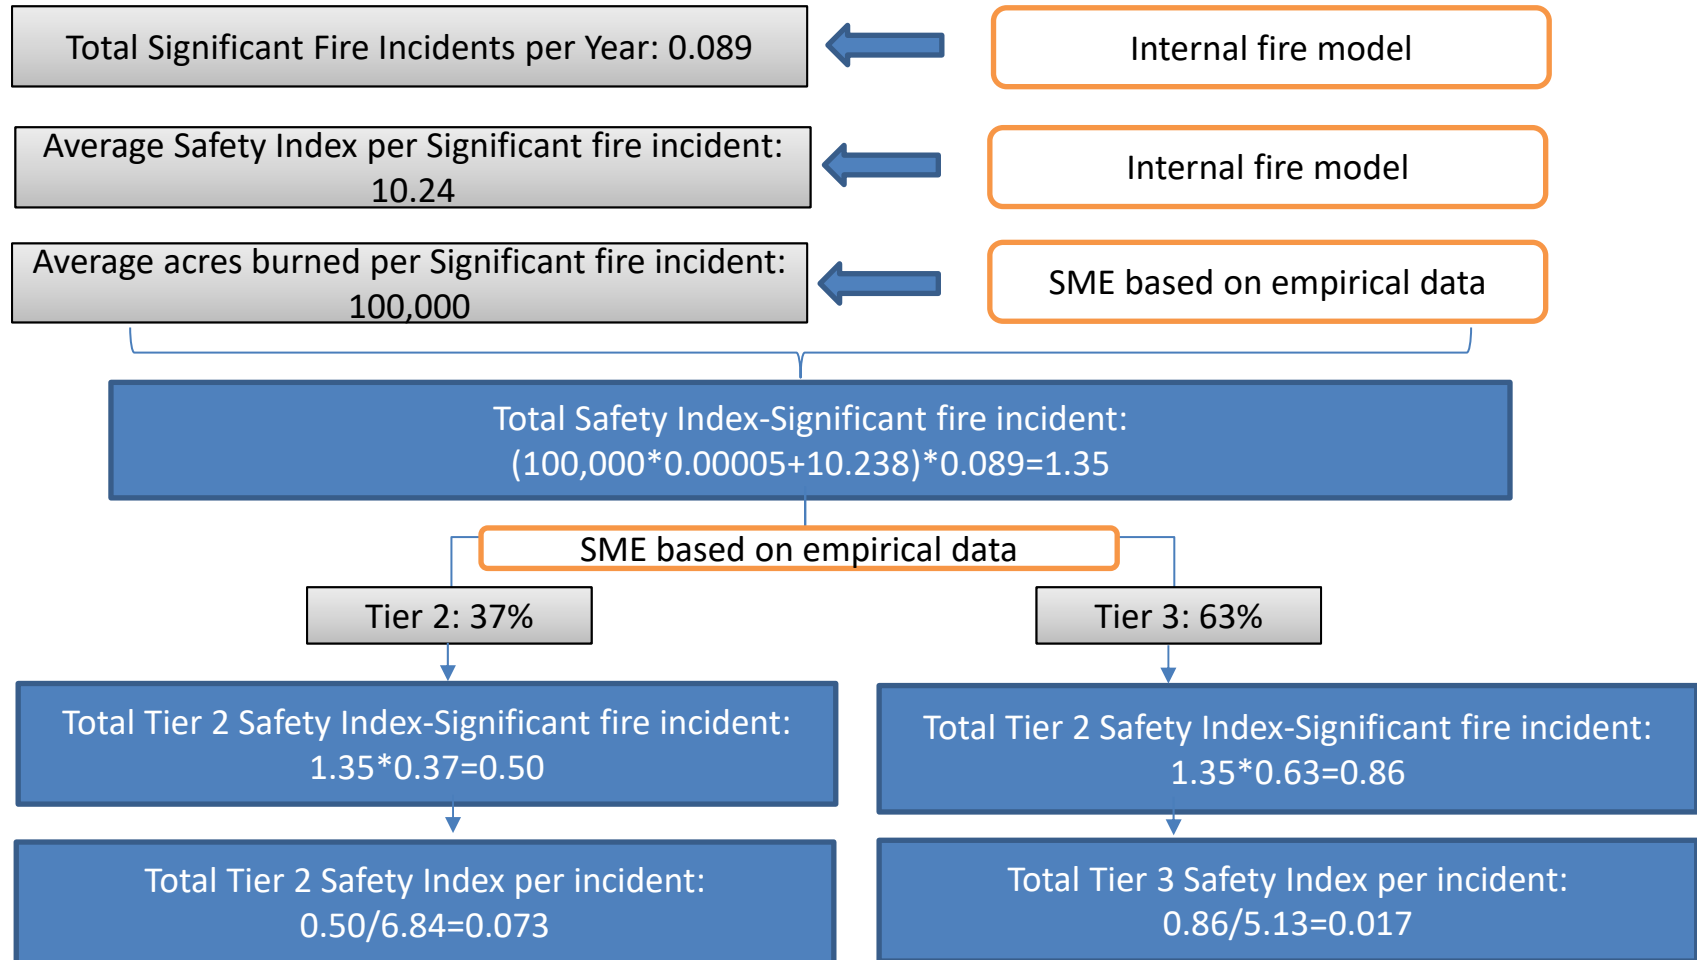 Total Significant Fire Incidents per Year: 0.089
Internal fire model
Average Safety Index per Significant fire incident:
10.24
Internal fire model
Average acres burned per Significant fire incident:
100,000
SME based on empirical data
Total Safety Index-Significant fire incident:
(100,000*0.00005+10.238)*0.089=1.35
SME based on empirical data
Tier 2: 37%
Tier 3: 63%
Total Tier 2 Safety Index-Significant fire incident:
1.35*0.37=0.50
Total Tier 2 Safety Index-Significant fire incident:
1.35*0.63=0.86
Total Tier 2 Safety Index per incident:
0.50/6.84=0.073
Total Tier 3 Safety Index per incident:
0.86/5.13=0.017